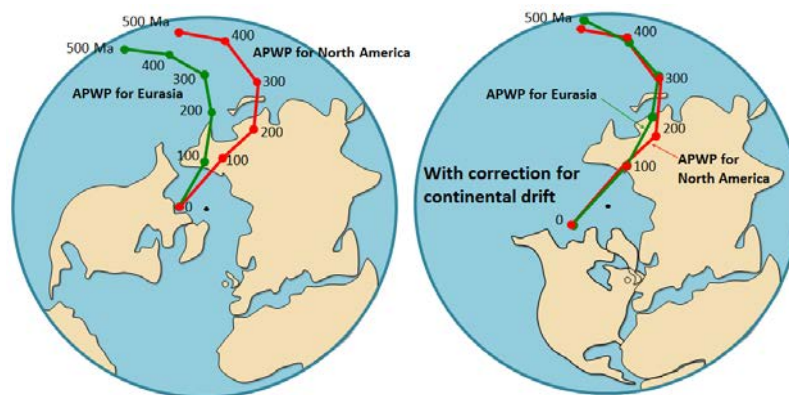 500 Ma
400
APWP for North America
500 Ma
400
300
300
APWP for Eurasia
200
200
100
100
0
500 Ma
400
300
APWP for Eurasia
200
APWP for
North America
100
With correction for
continental drift
0